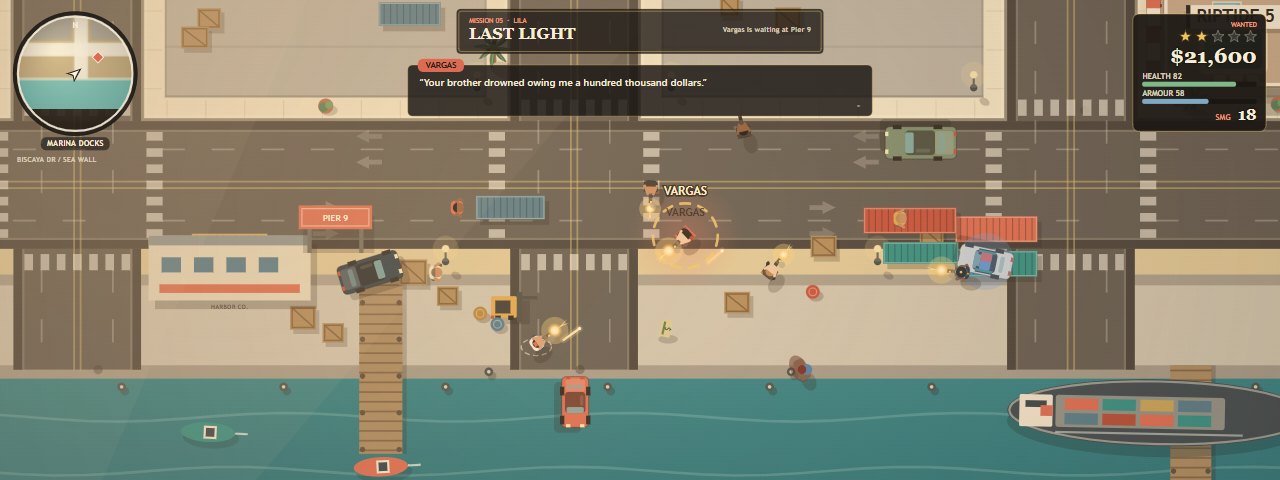 N
MARINA DOCKS
BISCAYA DR / SEA WALL
MISSION 05 · LILA
LAST LIGHT
Vargas is waiting at Pier 9
VARGAS
"Your brother drowned owing me a hundred thousand dollars."
WANTED
$21,600
HEALTH 82
ARMOUR 58
SMG 18
VARGAS
VARGAS
PIER 9
HARBOR CO.